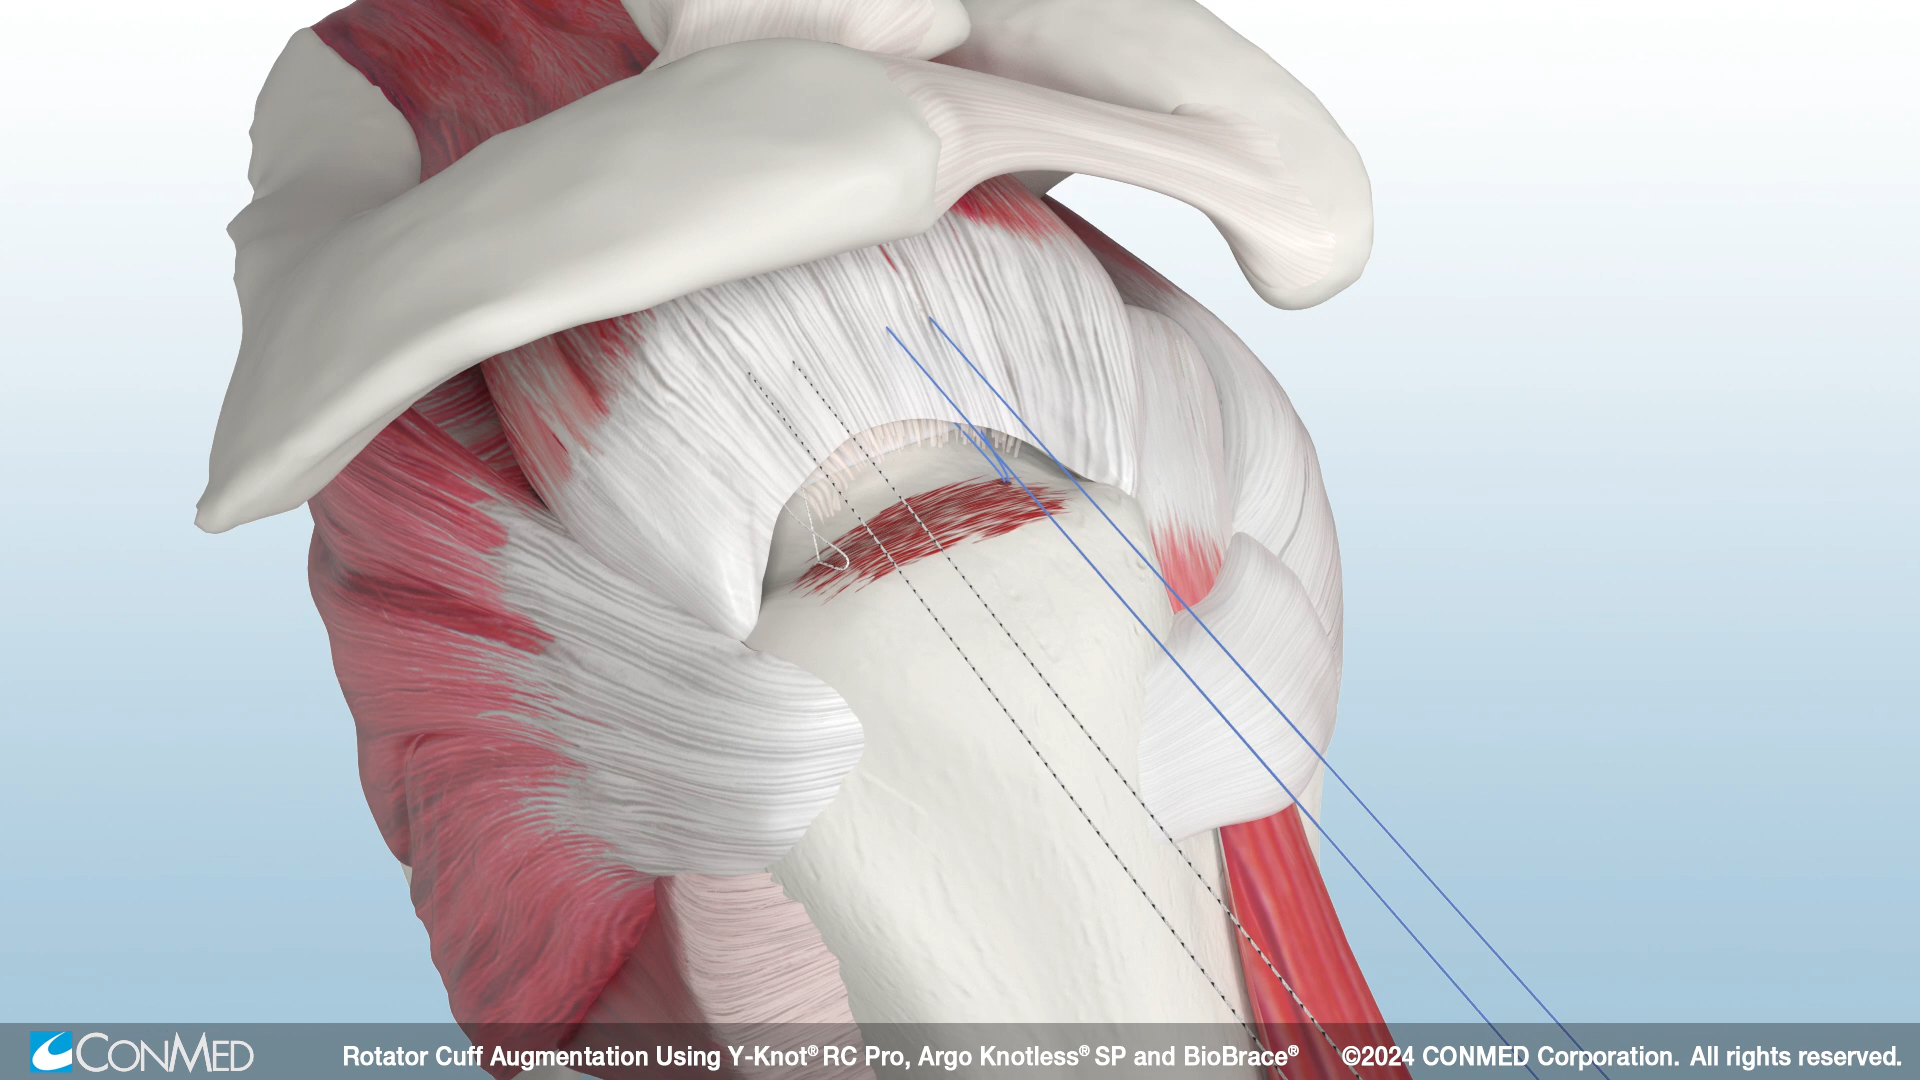 CONMED
Rotator Cuff Augmentation Using Y-Knot® RC Pro, Argo Knotless® SP and BioBrace®
©2024 CONMED Corporation. All rights reserved.